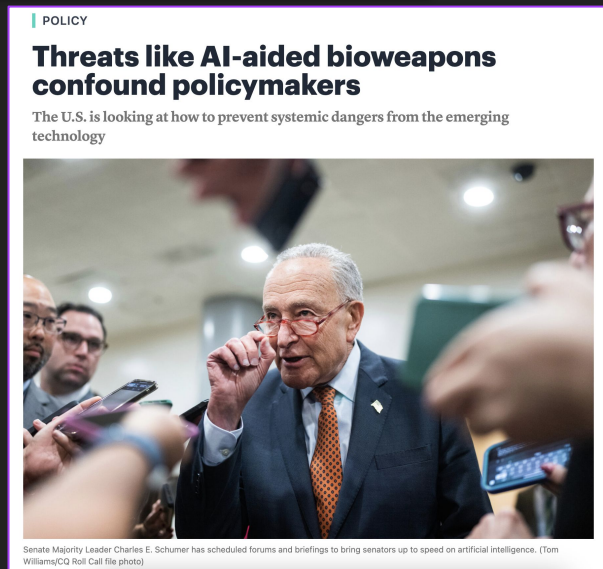 POLICY
Threats like AI-aided bioweapons
confound policymakers
The U.S. is looking at how to prevent systemic dangers from the emerging
technology
Senate Majority Leader Charles E. Schumer has scheduled forums and briefings to bring senators up to speed on artificial intelligence. (Tom
Williams/CQ Roll Call file photo)